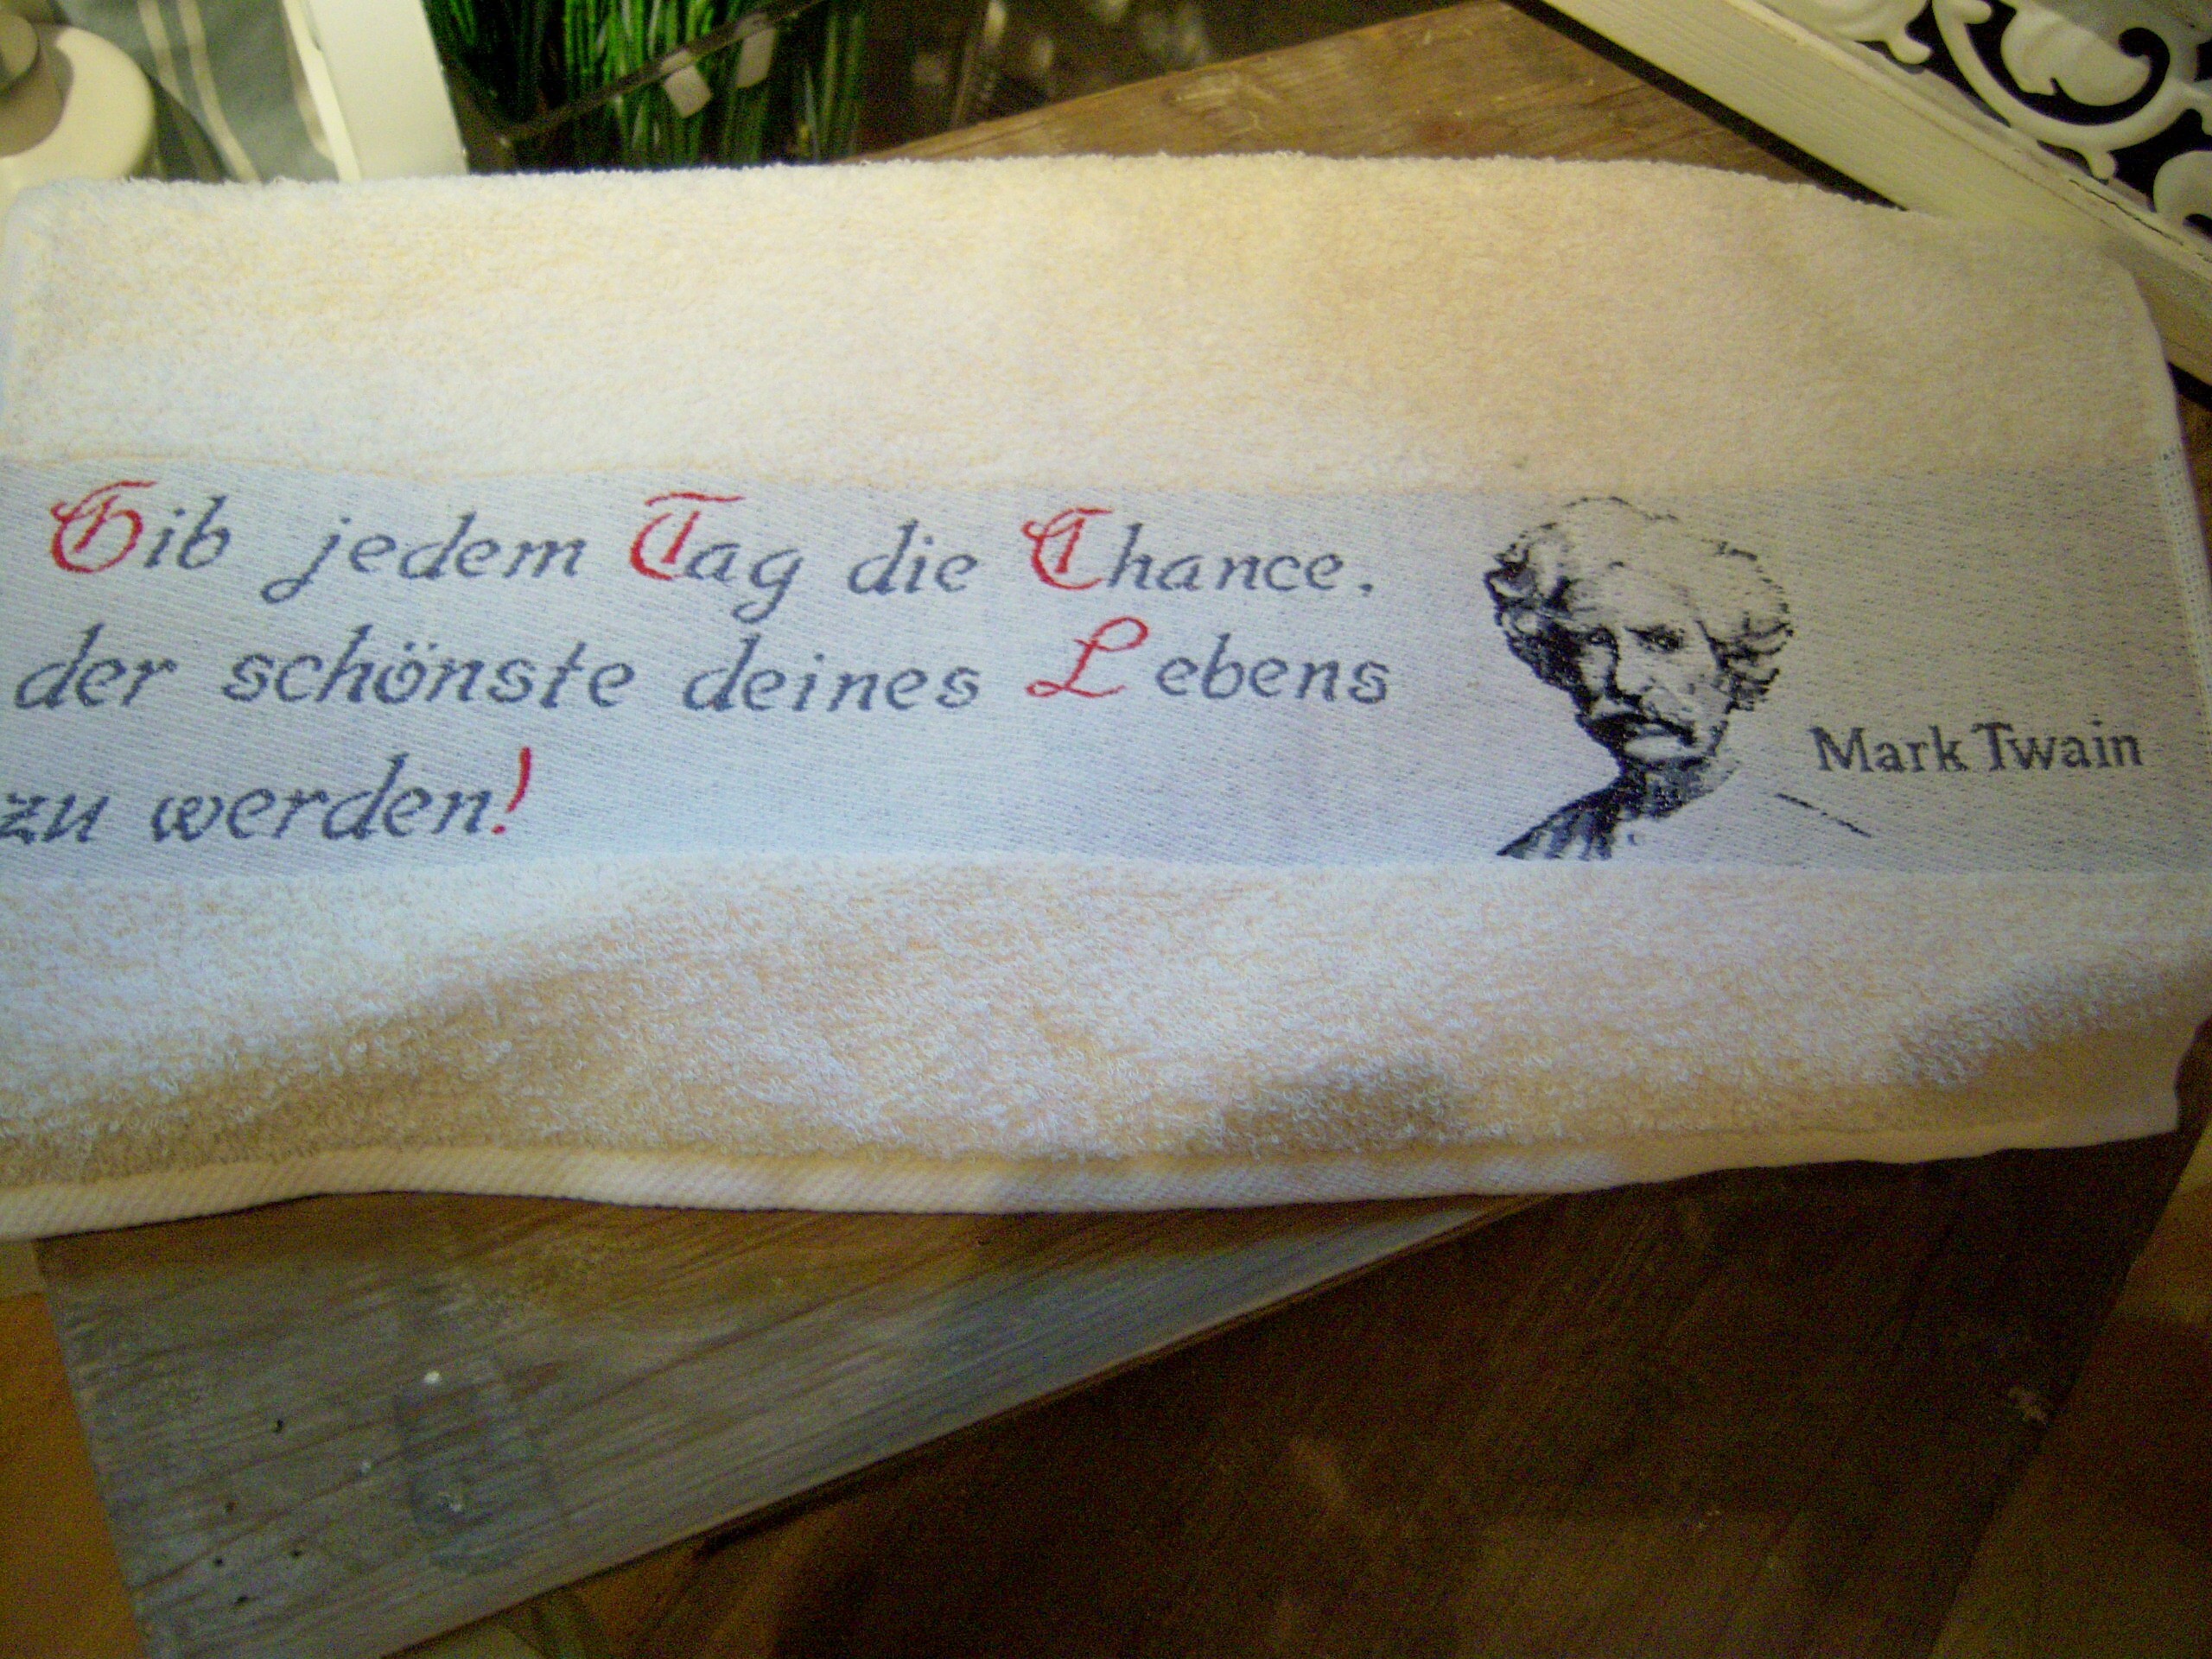 Gib jedem Tag die Chance.
der schönste deines Lebens
zu werden!
Mark Twain